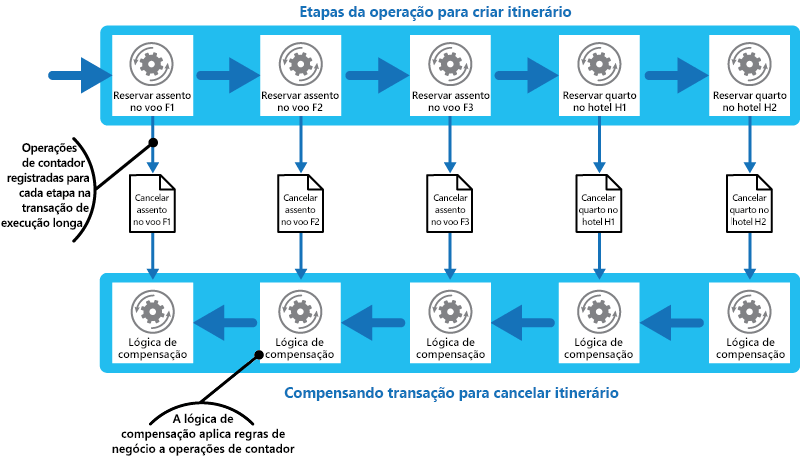 Etapas da operação para criar itinerário
Reservar assento
no voo F1
Reservar assento
no voo F2
Reservar assento
no voo F3
Reservar quarto
no hotel H1
Reservar quarto
no hotel H2
Operações
de contador
registradas para
cada etapa na
transação de
execução longa
Cancelar
assento
no voo F1
Cancelar
assento
no voo F2
Cancelar
assento
no voo F3
Cancelar
quarto no
hotel H1
Cancelar
quarto no
hotel H2
Lógica de
compensação
Lógica de
compensação
Lógica de
compensação
Lógica de
compensação
Lógica de
compensação
Compensando transação para cancelar itinerário
A lógica de
compensação aplica regras de
negócio a operações de contador